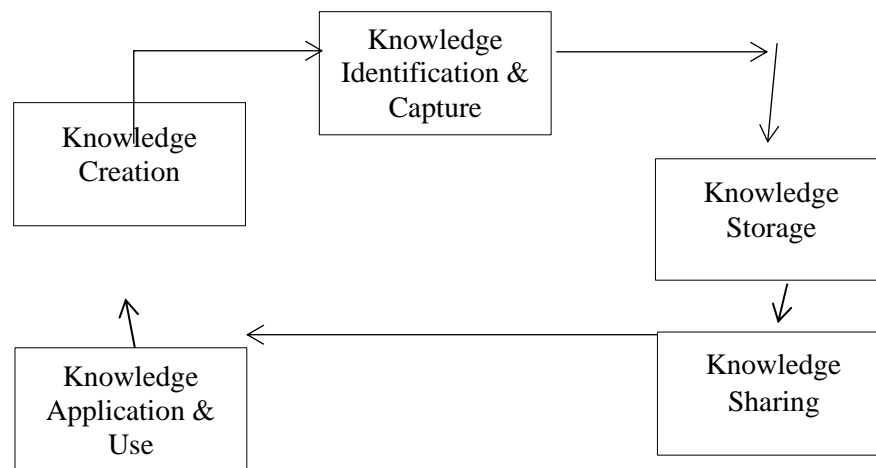 Knowledge
Identification &
Capture
Knowledge
Creation
Knowledge
Storage
Knowledge
Sharing
Knowledge
Application &
Use